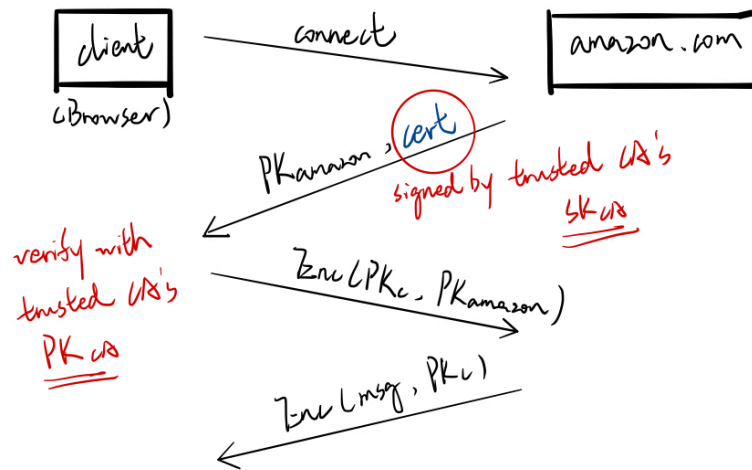 client
(Browser)
connect
amazon.com
PKamazon, cert
signed by trusted CA's
SKCA
verify with
trusted CA's
PKCA
Enc(PKc, PKamazon)
Enc(msg, PKc)